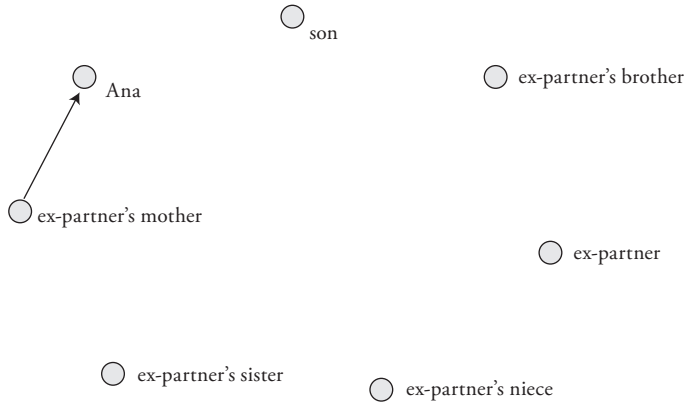 son
Ana
ex-partner’s brother
ex-partner’s mother
ex-partner
ex-partner’s sister
ex-partner’s niece